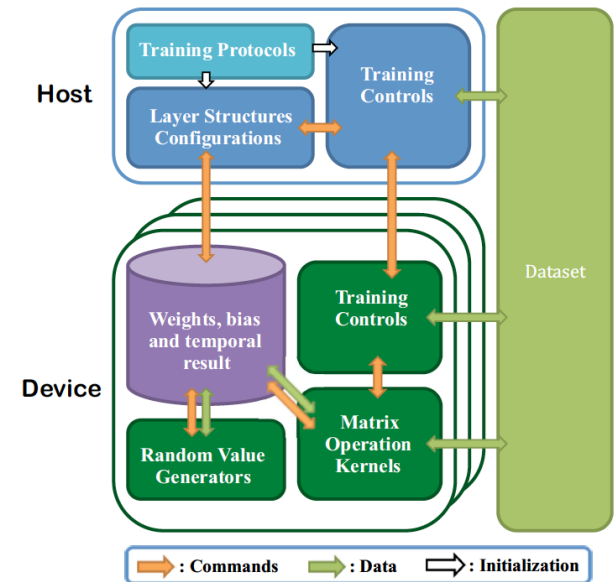 Host
Training Protocols
Layer Structures
Configurations
Training
Controls
Dataset
Device
Weights, bias
and temporal
result
Training
Controls
Random Value
Generators
Matrix
Operation
Kernels
: Commands
: Data
: Initialization